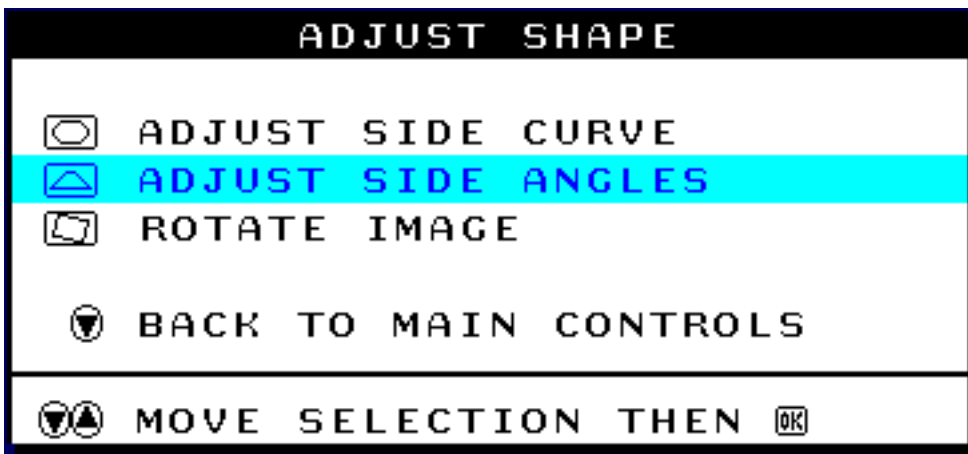 ADJUST SHAPE
ADJUST SIDE CURVE
ADJUST SIDE ANGLES
ROTATE IMAGE
BACK TO MAIN CONTROLS
MOVE SELECTION THEN OK